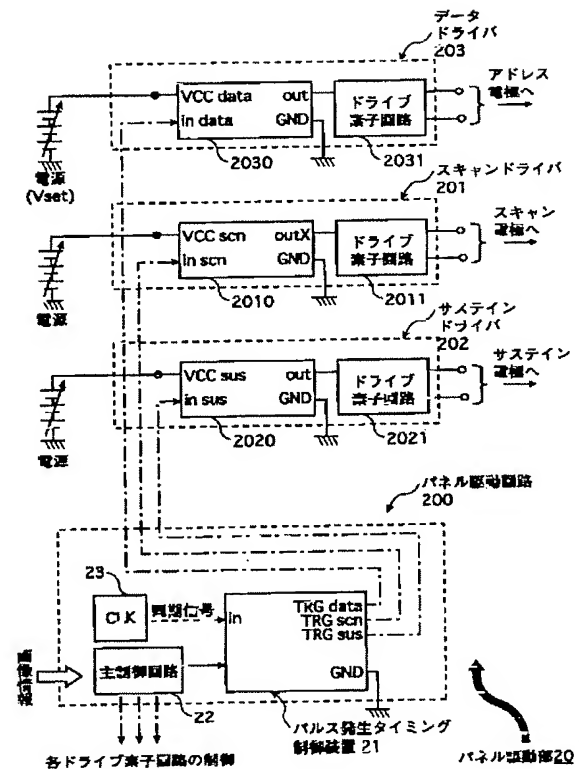 データ
ドライバ
203
VCC data
out
in data
GND
ドライブ
素子回路
アドレス
電極へ
2030
2031
電源
(Vset)
スキャンドライバ
201
VCC scn
outX
in scn
GND
ドライブ
素子回路
スキャン
電極へ
2010
2011
電源
サステイン
ドライバ
202
VCC sus
out
in sus
GND
ドライブ
素子回路
サステイン
電極へ
2020
2021
電源
パネル駆動回路
200
23
CLK
同期信号
in
TRG data
TRG scn
TRG sus
GND
主制御回路
22
パルス発生タイミング
制御装置 21
各ドライブ素子回路の制御
パネル駆動部20